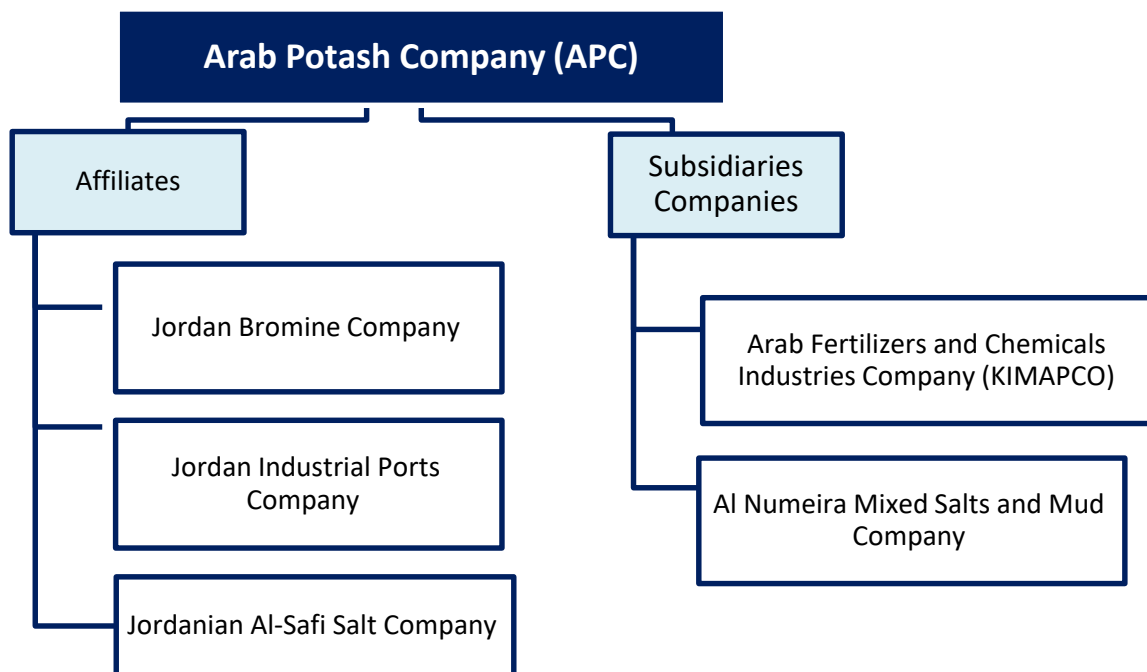 Arab Potash Company (APC)
Affiliates
Jordan Bromine Company
Jordan Industrial Ports
Company
Jordanian Al-Safi Salt Company
Subsidiaries
Companies
Arab Fertilizers and Chemicals
Industries Company (KIMAPCO)
Al Numeira Mixed Salts and Mud
Company